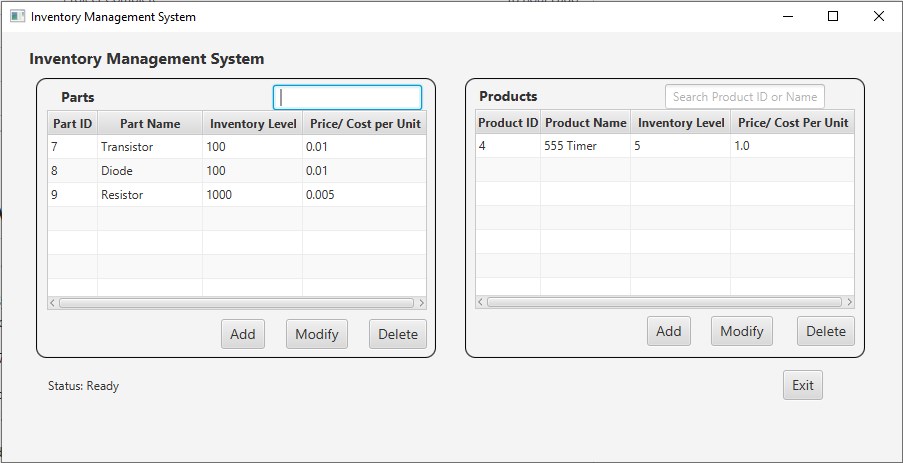 Inventory Management System
Inventory Management System
Parts
Part ID Part Name Inventory Level Price/ Cost per Unit
7 Transistor 100 0.01
8 Diode 100 0.01
9 Resistor 1000 0.005
Add Modify Delete
Products Search Product ID or Name
Product ID Product Name Inventory Level Price/ Cost Per Unit
4 555 Timer 5 1.0
Add Modify Delete
Status: Ready
Exit